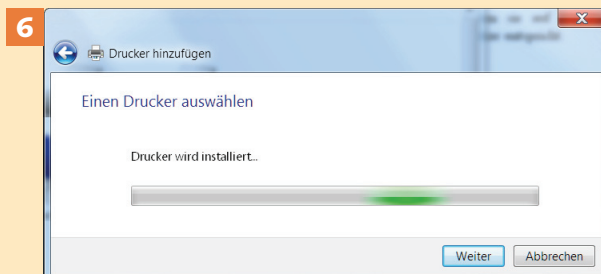 6
Drucker hinzufügen
Einen Drucker auswählen
Drucker wird installiert...
Weiter Abbrechen